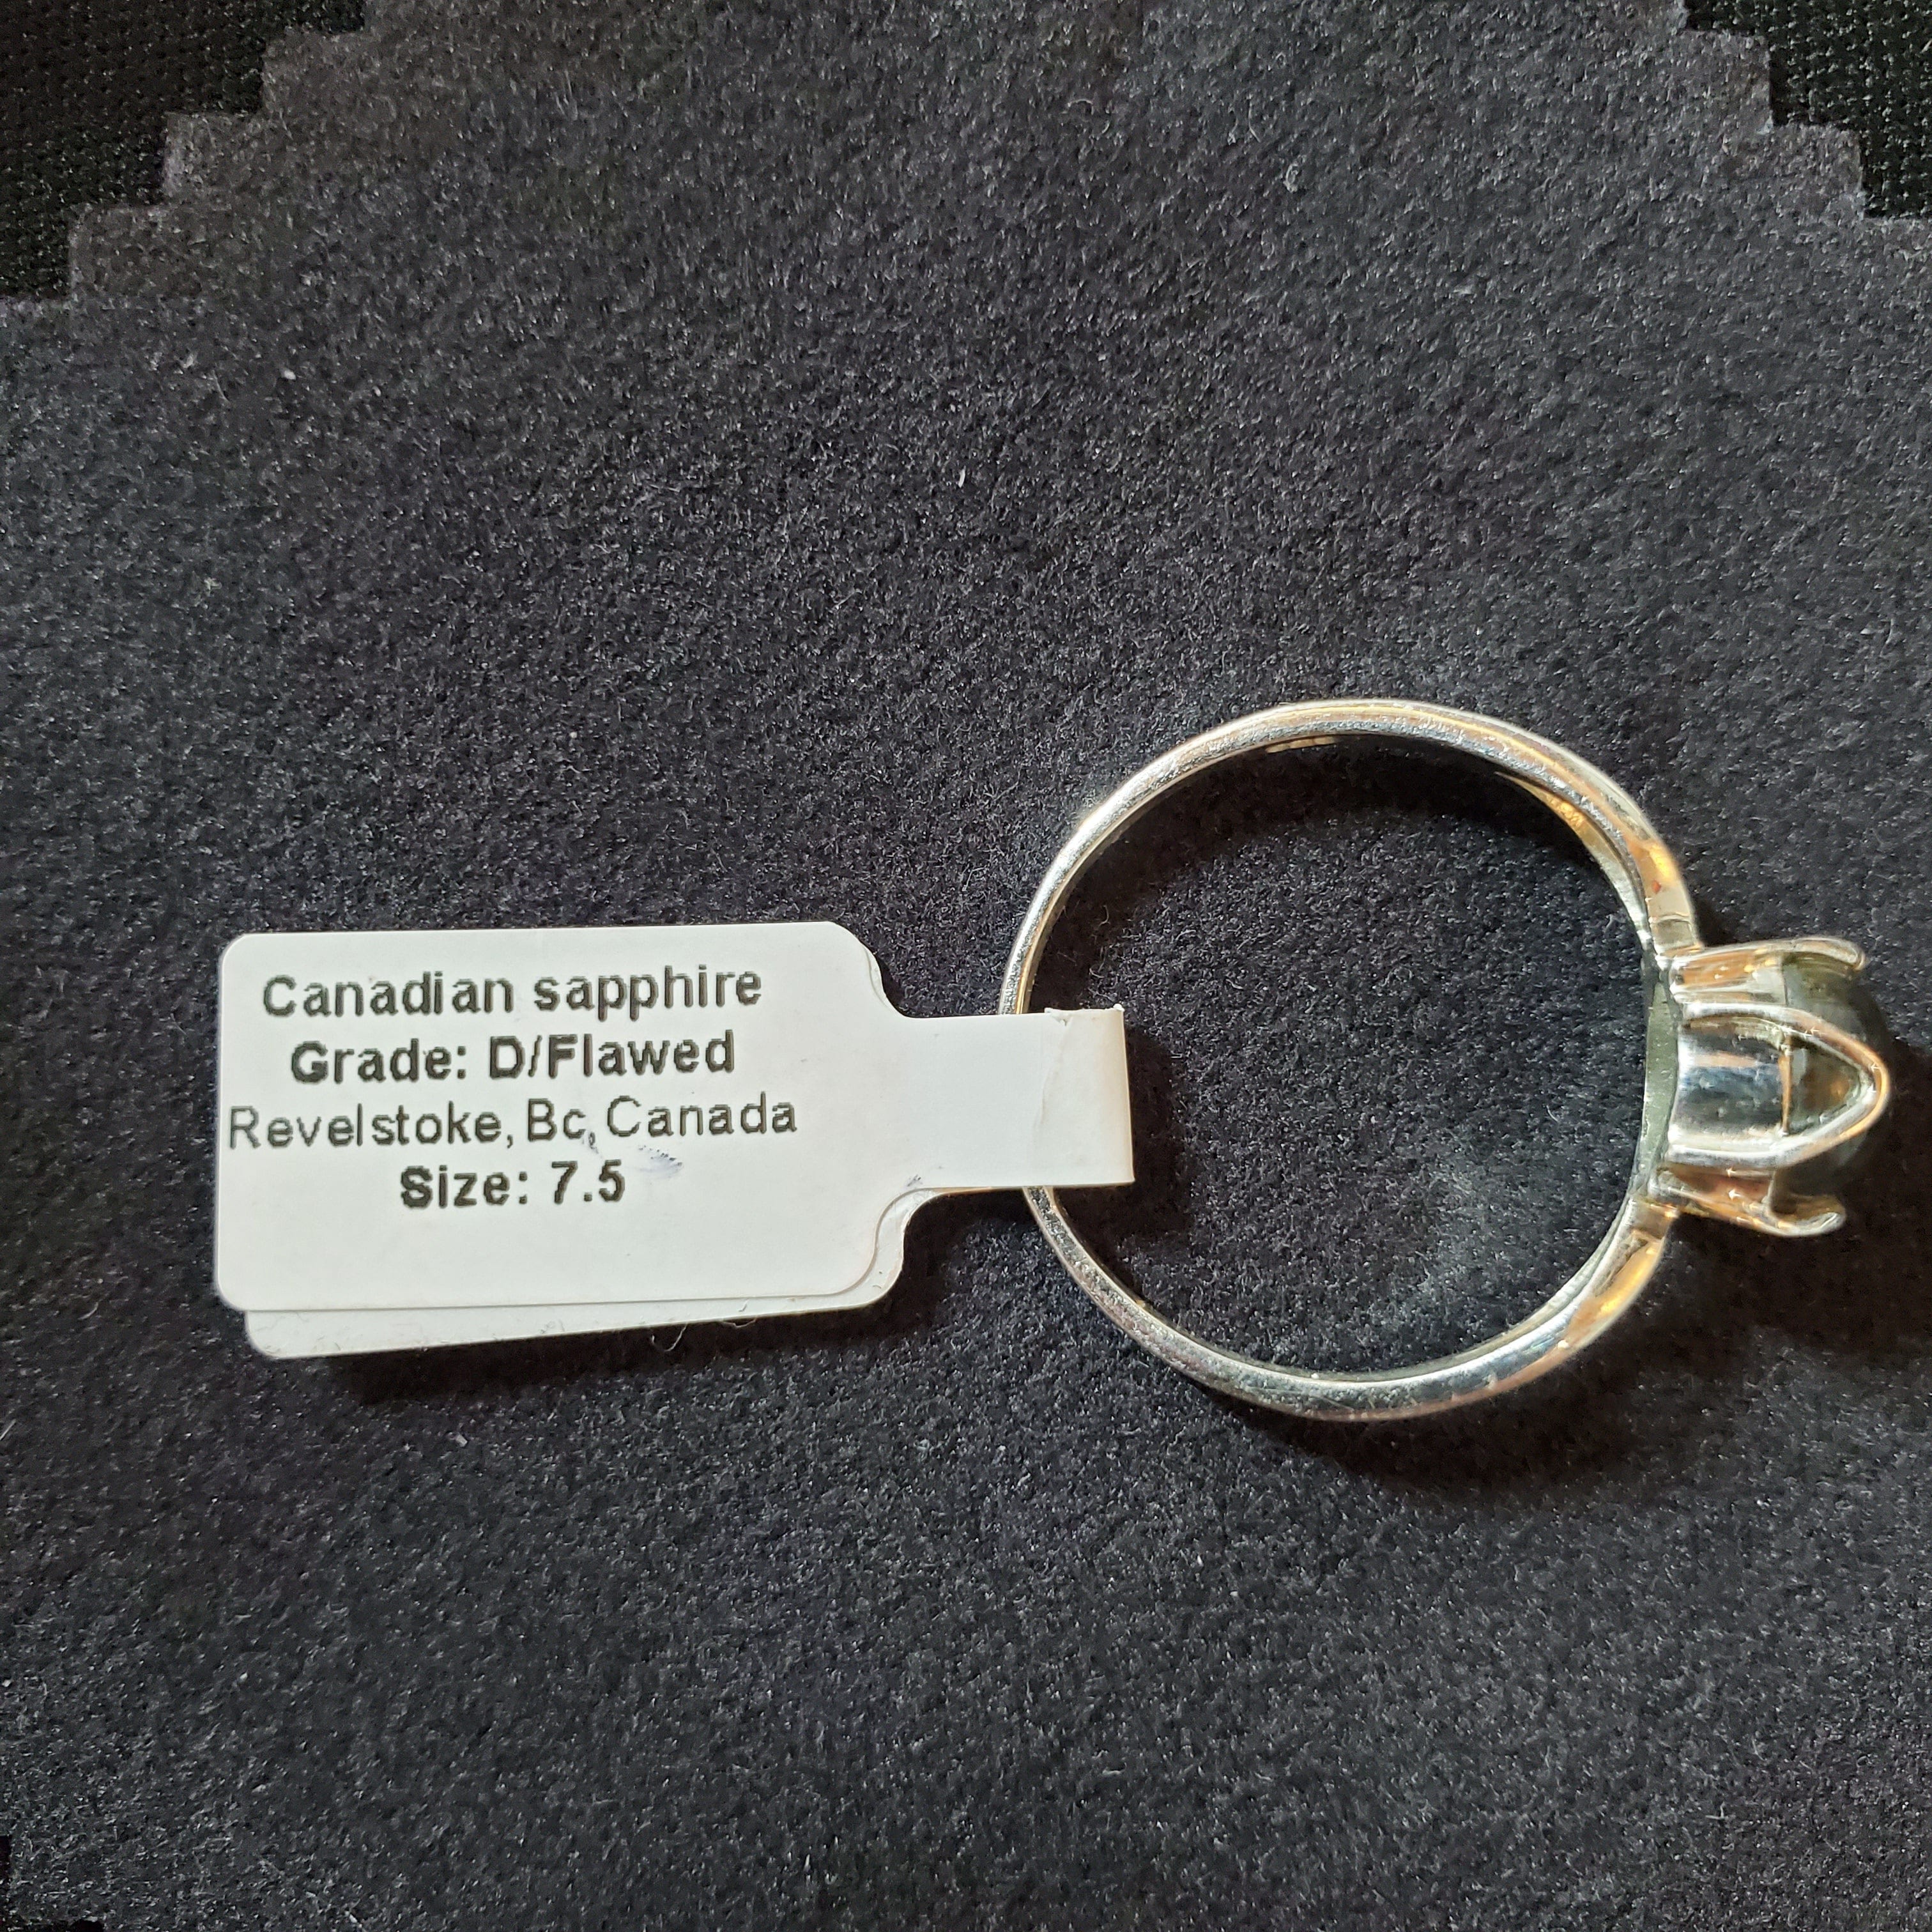 Canadian sapphire
Grade: D/Flawed
Revelstoke, Bc, Canada
Size: 7.5